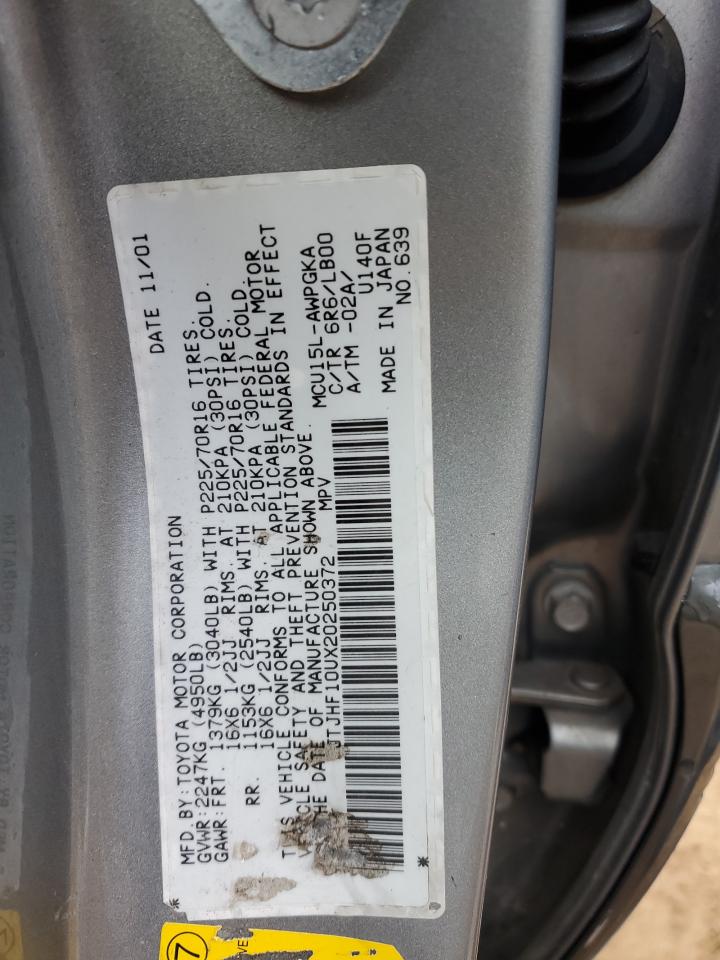 DATE 11/01
MFD. BY: TOYOTA MOTOR CORPORATION
GVWR: 2247KG (4950LB)
GAWR: FRT. 1379KG (3040LB) WITH P225/70R16 TIRES.
16X6 1/2JJ RIMS. AT 210KPA (30PSI) COLD.
RR. 1153KG (2540LB) WITH P225/70R16 TIRES
16X6 1/2JJ RIMS. AT 210KPA (30PSI) COLD.
THIS VEHICLE CONFORMS TO ALL APPLICABLE FEDERAL MOTOR
VEHICLE SAFETY AND THEFT PREVENTION STANDARDS IN EFFECT
THE DATE OF MANUFACTURE SHOWN ABOVE.
JTJHF10UX20250372 MPV
MCU15L-AWPGKA
C/TR 6R6/LB00
A/TM -02A/
U140F
MADE IN JAPAN
NO.639
7